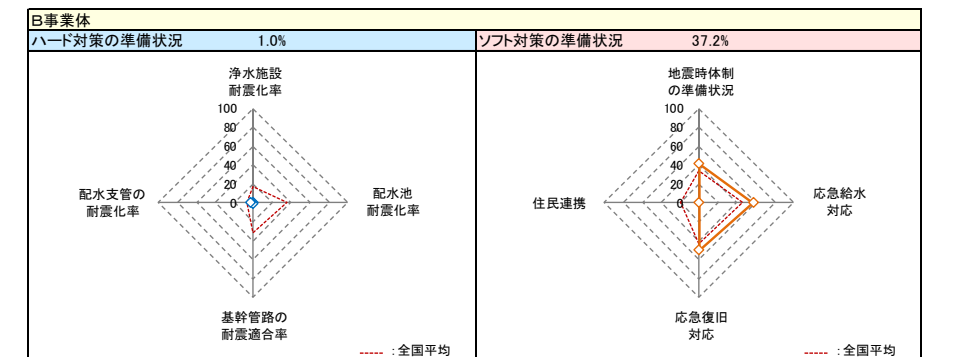 B事業体
ハード対策の準備状況 1.0%
ソフト対策の準備状況 37.2%
浄水施設
耐震化率
100
80
60
40
20
0
配水支管の
耐震化率
配水池
耐震化率
基幹管路の
耐震適合率
----- :全国平均
地震時体制
の準備状況
100
80
60
40
20
0
住民連携
応急給水
対応
応急復旧
対応
----- :全国平均